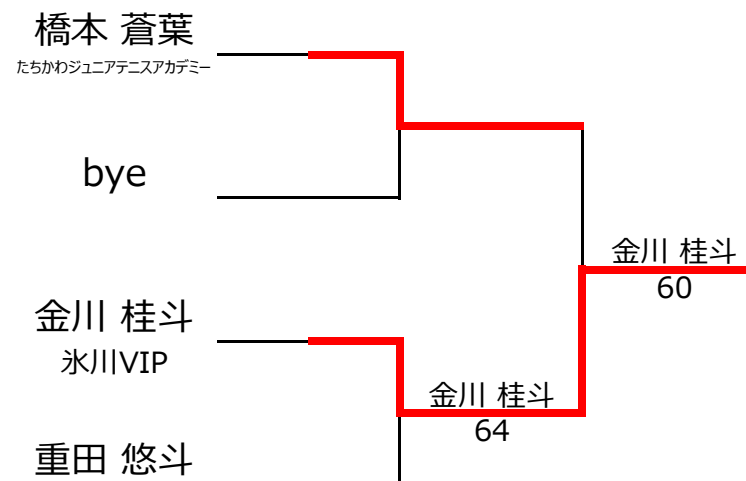 橋本 蒼葉
たちかわジュニアテニスアカデミー
bye
金川 桂斗
60
金川 桂斗
氷川VIP
金川 桂斗
64
重田 悠斗